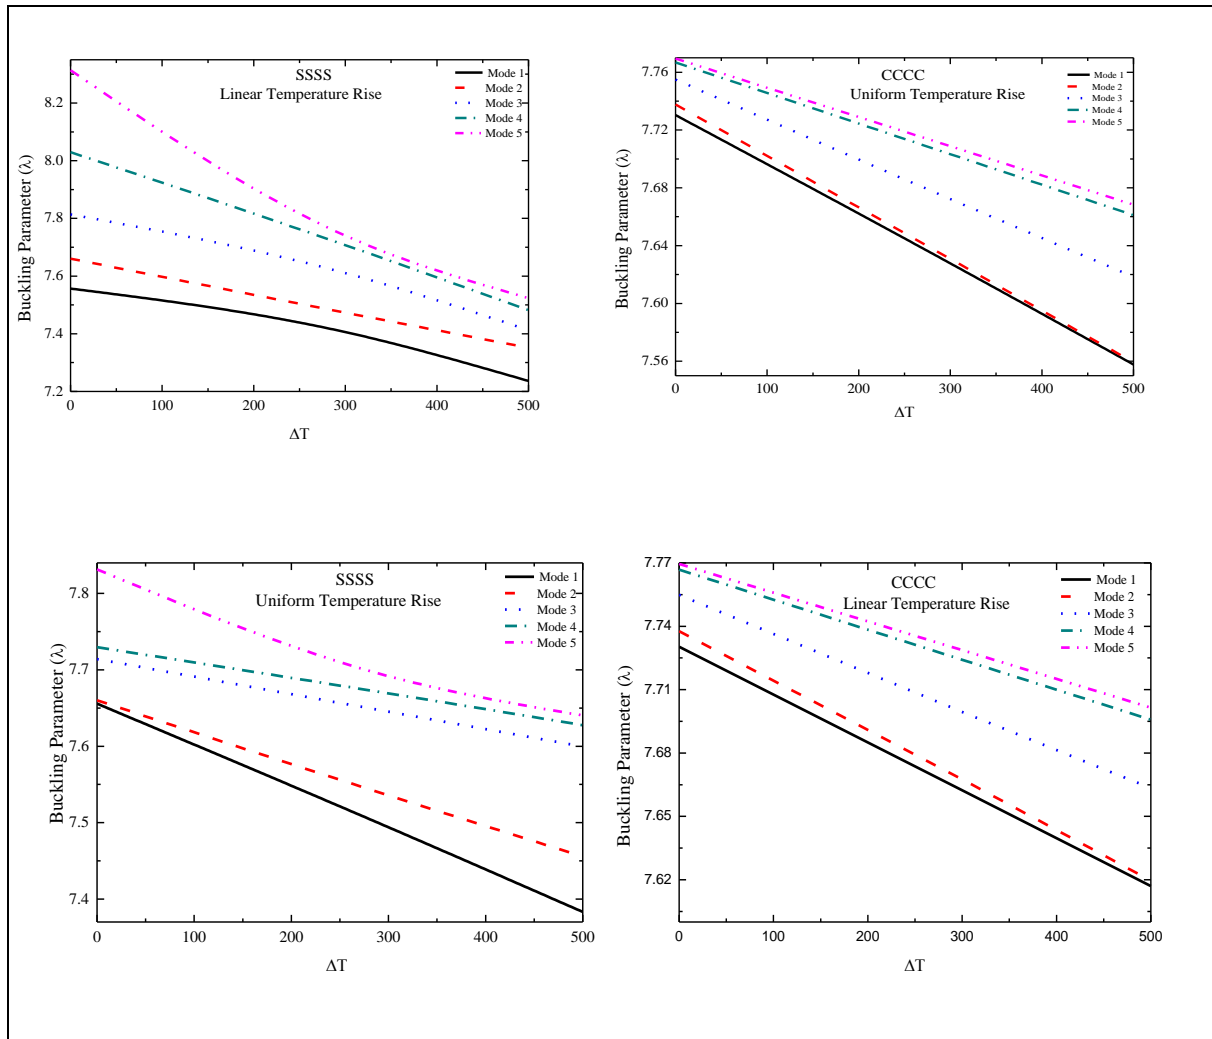 SSSS
Linear Temperature Rise
Mode 1
Mode 2
Mode 3
Mode 4
Mode 5
Buckling Parameter (λ)
8.2
8.0
7.8
7.6
7.4
7.2
0 100 200 300 400 500
ΔT
CCCC
Uniform Temperature Rise
Mode 1
Mode 2
Mode 3
Mode 4
Mode 5
Buckling Parameter (λ)
7.76
7.72
7.68
7.64
7.60
7.56
0 100 200 300 400 500
ΔT
SSSS
Uniform Temperature Rise
Mode 1
Mode 2
Mode 3
Mode 4
Mode 5
Buckling Parameter (λ)
7.8
7.7
7.6
7.5
7.4
0 100 200 300 400 500
ΔT
CCCC
Linear Temperature Rise
Mode 1
Mode 2
Mode 3
Mode 4
Mode 5
Buckling Parameter (λ)
7.77
7.74
7.71
7.68
7.65
7.62
0 100 200 300 400 500
ΔT